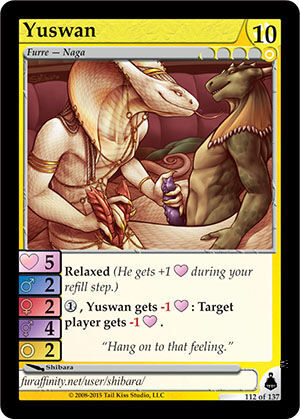 Yuswan
10
Furre — Naga
5
2
2
4
2
Relaxed (He gets +1 during your
refill step.)
1, Yuswan gets -1 : Target
player gets -1 .
"Hang on to that feeling."
Shibara
furaffinity.net/user/shibara/
© 2008-2015 Tail Kiss Studio, LLC
112 of 137